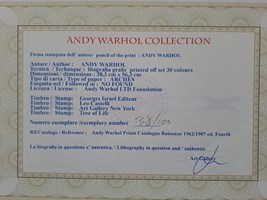 ANDY WARHOL COLLECTION
Firma stampata dell' autore/ pencil of the print : ANDY WARHOL
Autore / Author : ANDY WARHOL
Tecnica / Technique : litografia grafic printed off set 30 colours
Dimensioni / dimensions : 38,3 cm x 56,3 cm
Tipo di carta / Type of paper : ARCHES
Eseguita nel / Followed in : NO FOUND
Licenza / License : Andy Warhol LTD Foundation
Timbro / Stamp: Georges Israel Editeur
Timbro / Stamp: Leo Castelli
Timbro / Stamp: Art Gallery New York
Timbro / Stamp: Tree of Life
Numero esemplare /exemplary number
Rif.Catalogo / Reference : Andy Warhol Prints Catalogue Raisonne 1962/1987 ed. Fourth
La litografia in questione e' autentica / Lithography in question and ' authentic